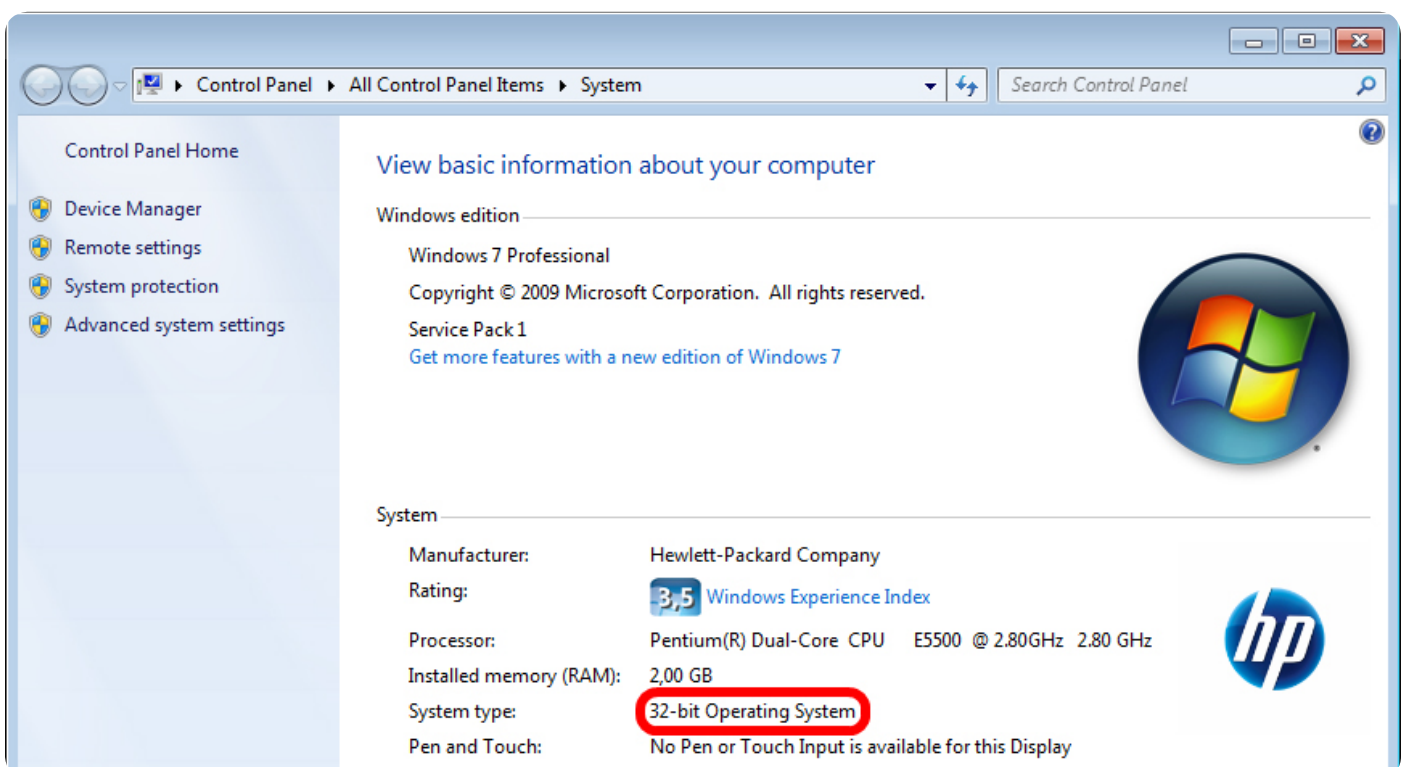 Control Panel ▸ All Control Panel Items ▸ System
Search Control Panel
Control Panel Home
Device Manager
Remote settings
System protection
Advanced system settings
View basic information about your computer
Windows edition
Windows 7 Professional
Copyright © 2009 Microsoft Corporation.  All rights reserved.
Service Pack 1
Get more features with a new edition of Windows 7
System
Manufacturer: Hewlett-Packard Company
Rating: 3,5 Windows Experience Index
Processor: Pentium(R) Dual-Core  CPU      E5500  @ 2.80GHz  2.80 GHz
Installed memory (RAM): 2,00 GB
System type: 32-bit Operating System
Pen and Touch: No Pen or Touch Input is available for this Display
hp